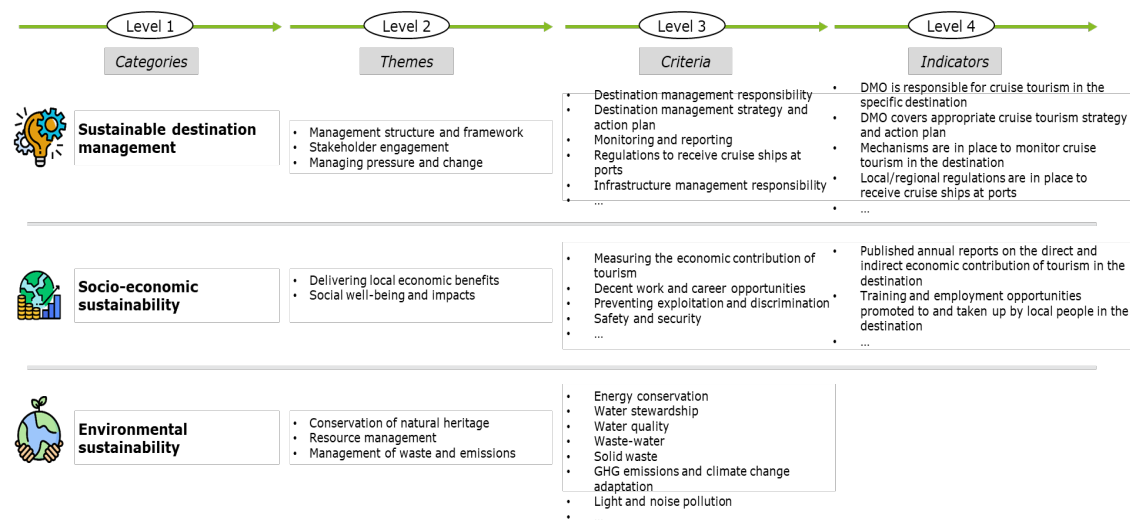 Level 1
Level 2
Level 3
Level 4
Categories
Themes
Criteria
Indicators
Sustainable destination
management
• Management structure and framework
• Stakeholder engagement
• Managing pressure and change
• Destination management responsibility
• Destination management strategy and
action plan
• Monitoring and reporting
• Regulations to receive cruise ships at
ports
• Infrastructure management responsibility
• ...
• DMO is responsible for cruise tourism in the
specific destination
• DMO covers appropriate cruise tourism strategy
and action plan
• Mechanisms are in place to monitor cruise
tourism in the destination
• Local/regional regulations are in place to
receive cruise ships at ports
• ...
Socio-economic
sustainability
• Delivering local economic benefits
• Social well-being and impacts
• Measuring the economic contribution of
tourism
• Decent work and career opportunities
• Preventing exploitation and discrimination
• Safety and security
• ...
• Published annual reports on the direct and
indirect economic contribution of tourism in the
destination
• Training and employment opportunities
promoted to and taken up by local people in the
destination
• ...
Environmental
sustainability
• Conservation of natural heritage
• Resource management
• Management of waste and emissions
• Energy conservation
• Water stewardship
• Water quality
• Waste-water
• Solid waste
• GHG emissions and climate change
adaptation
• Light and noise pollution
•